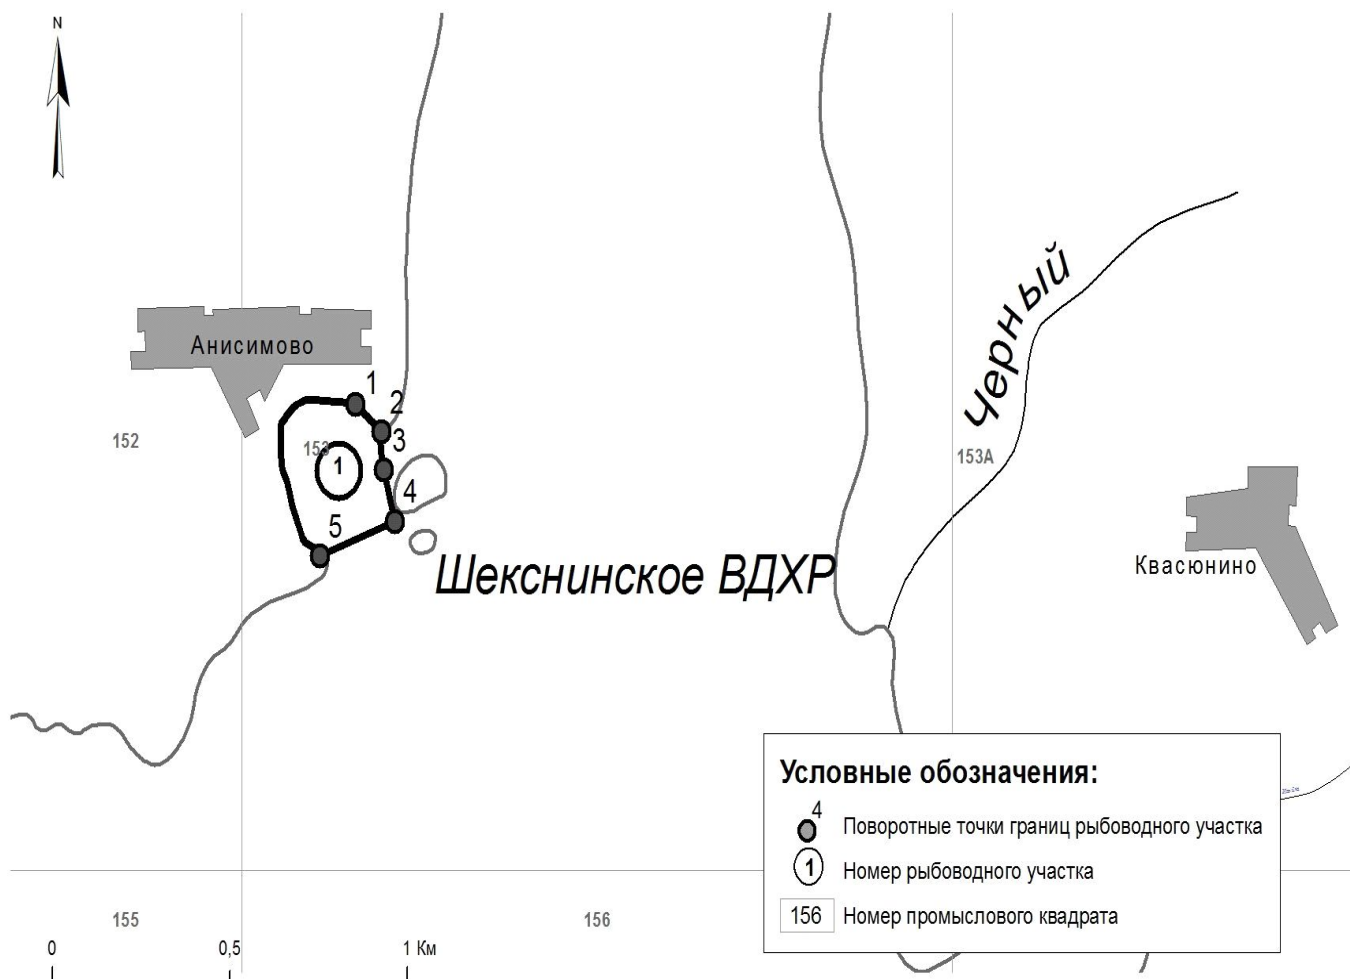 N
Черный
Анисимово
1
2
3
152
153
153А
1
4
5
Шекснинское ВДХР
Квасюнино
Условные обозначения:
4
Поворотные точки границ рыбоводного участка
1 Номер рыбоводного участка
156 Номер промыслового квадрата
155
156
0 0,5 1 Км